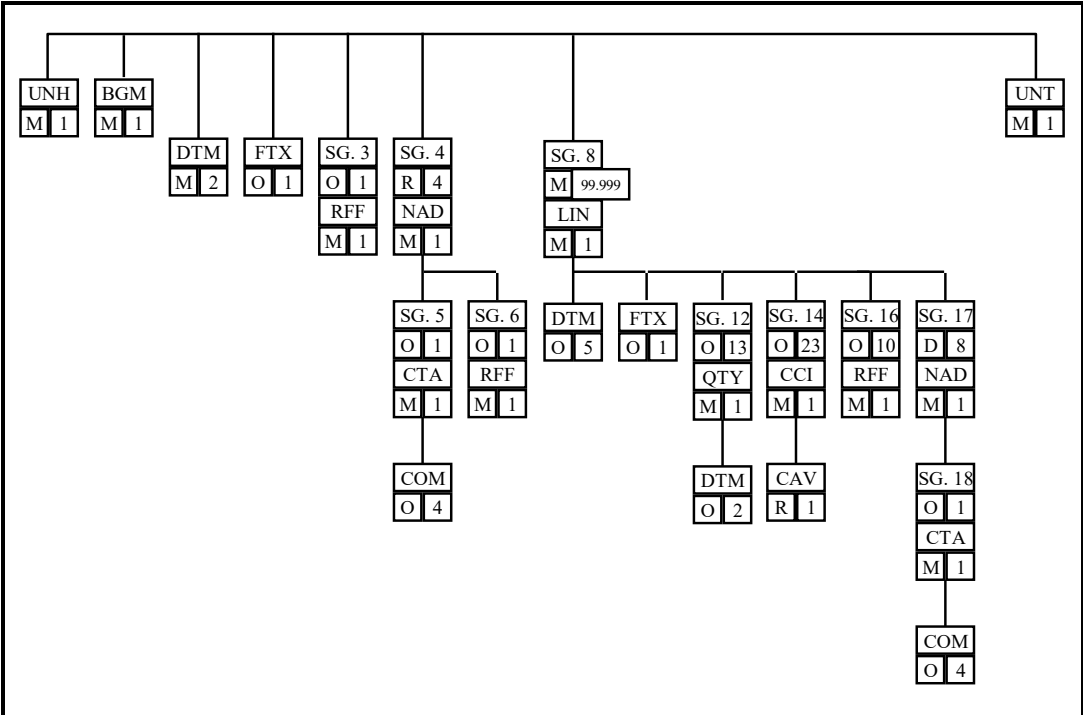 UNH BGM UNT
M 1 M 1 M 1
DTM FTX SG. 3 SG. 4 SG. 8
M 2 O 1 O 1 R 4 M 99.999
RFF NAD LIN
M 1 M 1 M 1
SG. 5 SG. 6 DTM FTX SG. 12 SG. 14 SG. 16 SG. 17
O 1 O 1 O 5 O 1 O 13 O 23 O 10 D 8
CTA RFF QTY CCI RFF NAD
M 1 M 1 M 1 M 1 M 1 M 1
COM DTM CAV SG. 18
O 4 O 2 R 1 O 1
CTA
M 1
COM
O 4